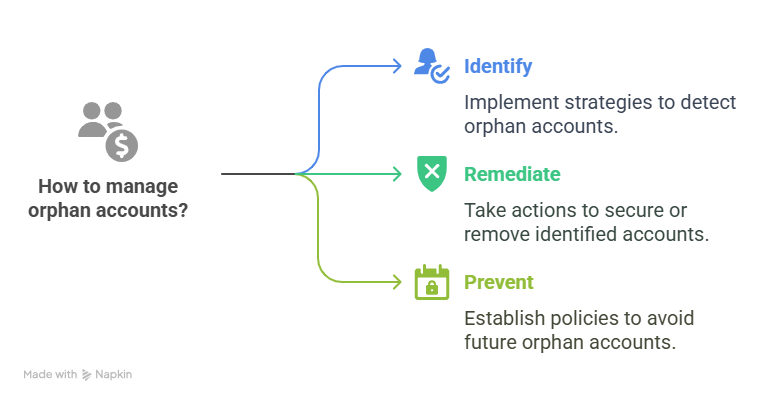 How to manage
orphan accounts?
Identify
Implement strategies to detect
orphan accounts.
Remediate
Take actions to secure or
remove identified accounts.
Prevent
Establish policies to avoid
future orphan accounts.
Made with Napkin